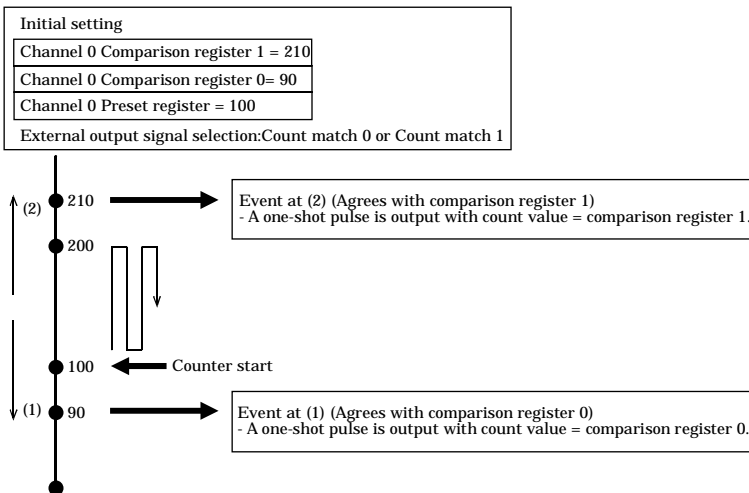 Initial setting
Channel 0 Comparison register 1 = 210
Channel 0 Comparison register 0= 90
Channel 0 Preset register = 100
External output signal selection:Count match 0 or Count match 1
(2)
210
Event at (2) (Agrees with comparison register 1)
- A one-shot pulse is output with count value = comparison register 1.
200
100
Counter start
(1)
90
Event at (1) (Agrees with comparison register 0)
- A one-shot pulse is output with count value = comparison register 0.